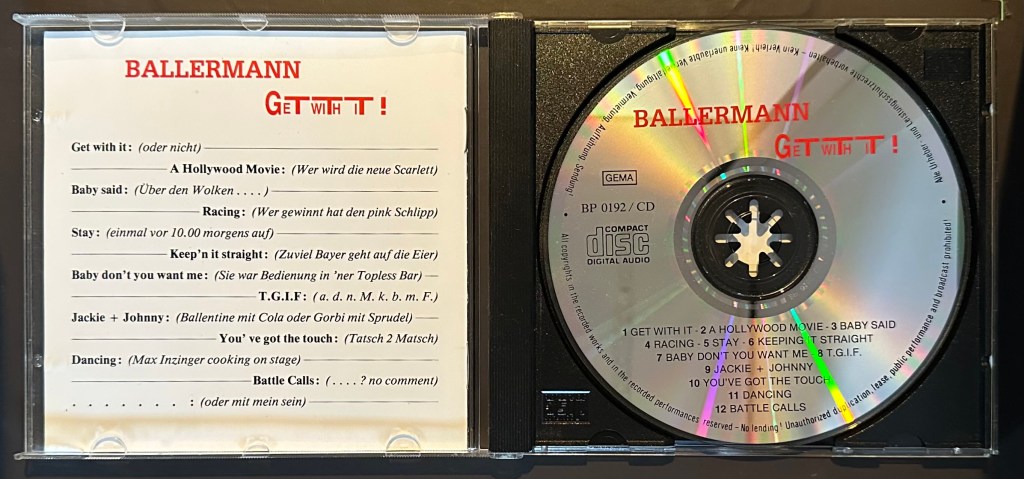 BALLERMANN
GET WITH IT !
Get with it: (oder nicht)
A Hollywood Movie: (Wer wird die neue Scarlett)
Baby said: (Über den Wolken . . . .)
Racing: (Wer gewinnt hat den pink Schlipp)
Stay: (einmal vor 10.00 morgens auf)
Keep'n it straight: (Zuviel Bayer geht auf die Eier)
Baby don't you want me: (Sie war Bedienung in 'ner Topless Bar)
T.G.I.F: ( a. d. n. M. k. b. m. F.)
Jackie + Johnny: (Ballentine mit Cola oder Gorbi mit Sprudel)
You' ve got the touch: (Tatsch 2 Matsch)
Dancing: (Max Inzinger cooking on stage)
Battle Calls: ( . . . . ? no comment)
. . . . . . . : (oder mit mein sein)
BALLERMANN
GET WITH IT !
GEMA
BP 0192 / CD
COMPACT
disc
DIGITAL AUDIO
1 GET WITH IT - 2 A HOLLYWOOD MOVIE - 3 BABY SAID
4 RACING - 5 STAY - 6 KEEPING IT STRAIGHT
7 BABY DON'T YOU WANT ME - 8 T.G.I.F.
9 JACKIE + JOHNNY
10 YOU'VE GOT THE TOUCH
11 DANCING
12 BATTLE CALLS
Alle Urheber- und Leistungsschutzrechte vorbehalten - Kein Verleih! Keine unerlaubte Vervielfältigung, Vermietung, Aufführung, Sendung!
All copyrights in the recorded works and in the recorded performances reserved - No lending! Unauthorized duplication, lease, public performance and broadcast prohibited!